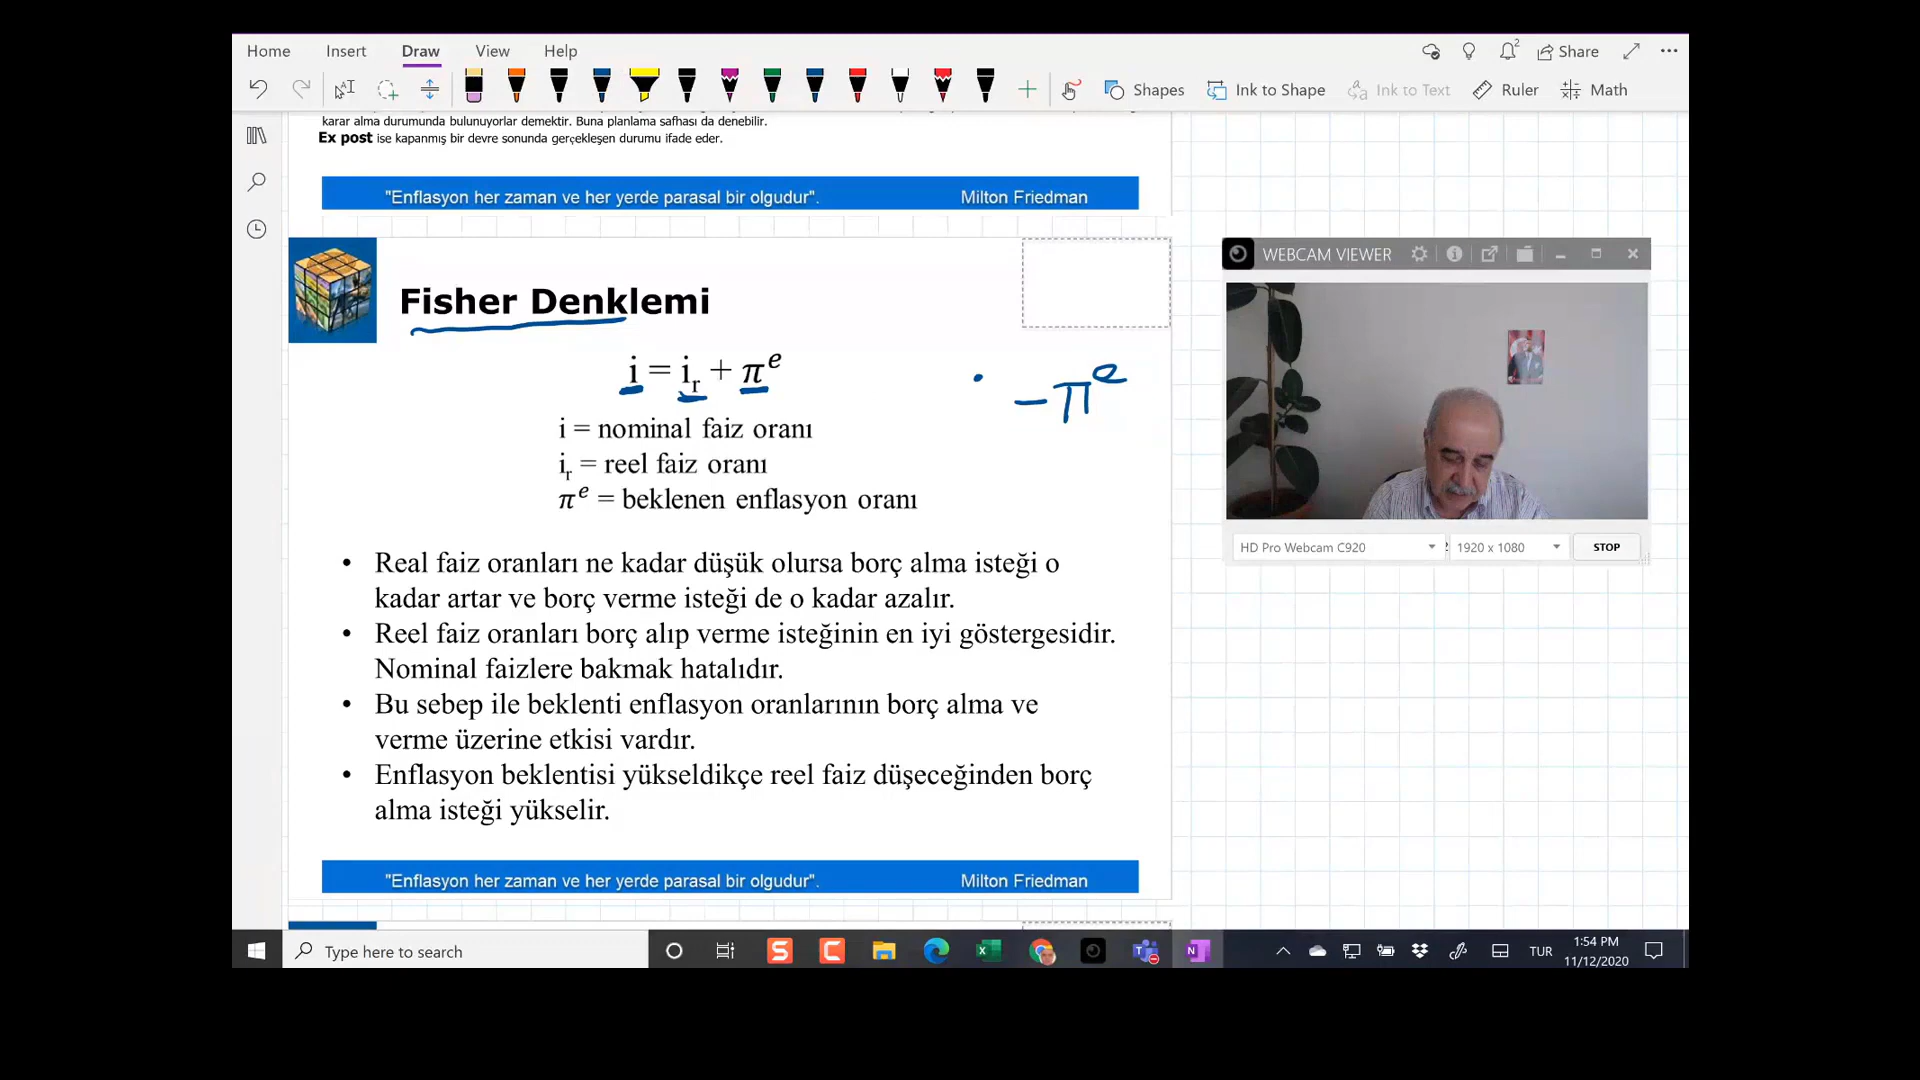 Home Insert Draw View Help
2 Share
Shapes Ink to Shape Ink to Text Ruler Math
karar alma durumunda bulunuyorlar demektir. Buna planlama safhası da denebilir.
Ex post ise kapanmış bir devre sonunda gerçekleşen durumu ifade eder.
"Enflasyon her zaman ve her yerde parasal bir olgudur". Milton Friedman
WEBCAM VIEWER
Fisher Denklemi
i = iᵣ + πᵉ
- πᵉ
i = nominal faiz oranı
iᵣ = reel faiz oranı
πᵉ = beklenen enflasyon oranı
HD Pro Webcam C920 1920 x 1080 STOP
• Real faiz oranları ne kadar düşük olursa borç alma isteği o
kadar artar ve borç verme isteği de o kadar azalır.
• Reel faiz oranları borç alıp verme isteğinin en iyi göstergesidir.
Nominal faizlere bakmak hatalıdır.
• Bu sebep ile beklenti enflasyon oranlarının borç alma ve
verme üzerine etkisi vardır.
• Enflasyon beklentisi yükseldikçe reel faiz düşeceğinden borç
alma isteği yükselir.
"Enflasyon her zaman ve her yerde parasal bir olgudur". Milton Friedman
Type here to search
TUR
1:54 PM
11/12/2020